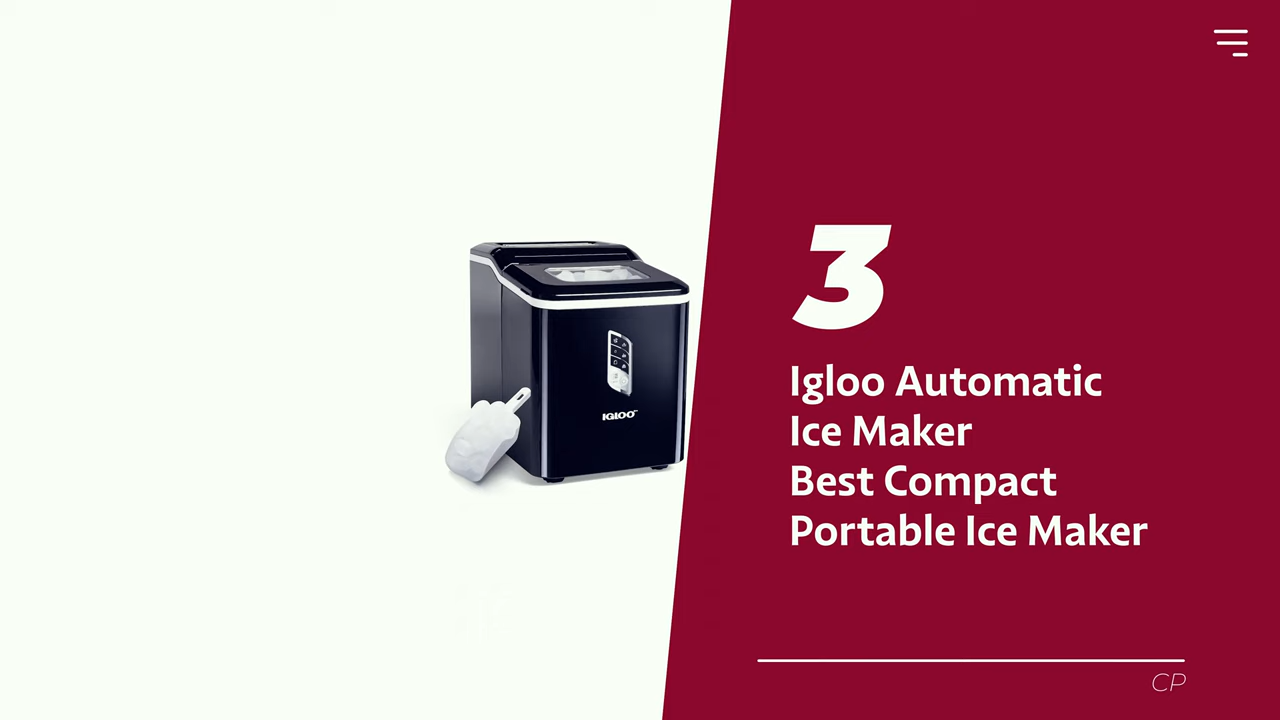 3
Igloo Automatic
Ice Maker
Best Compact
Portable Ice Maker
IGLOO
CP